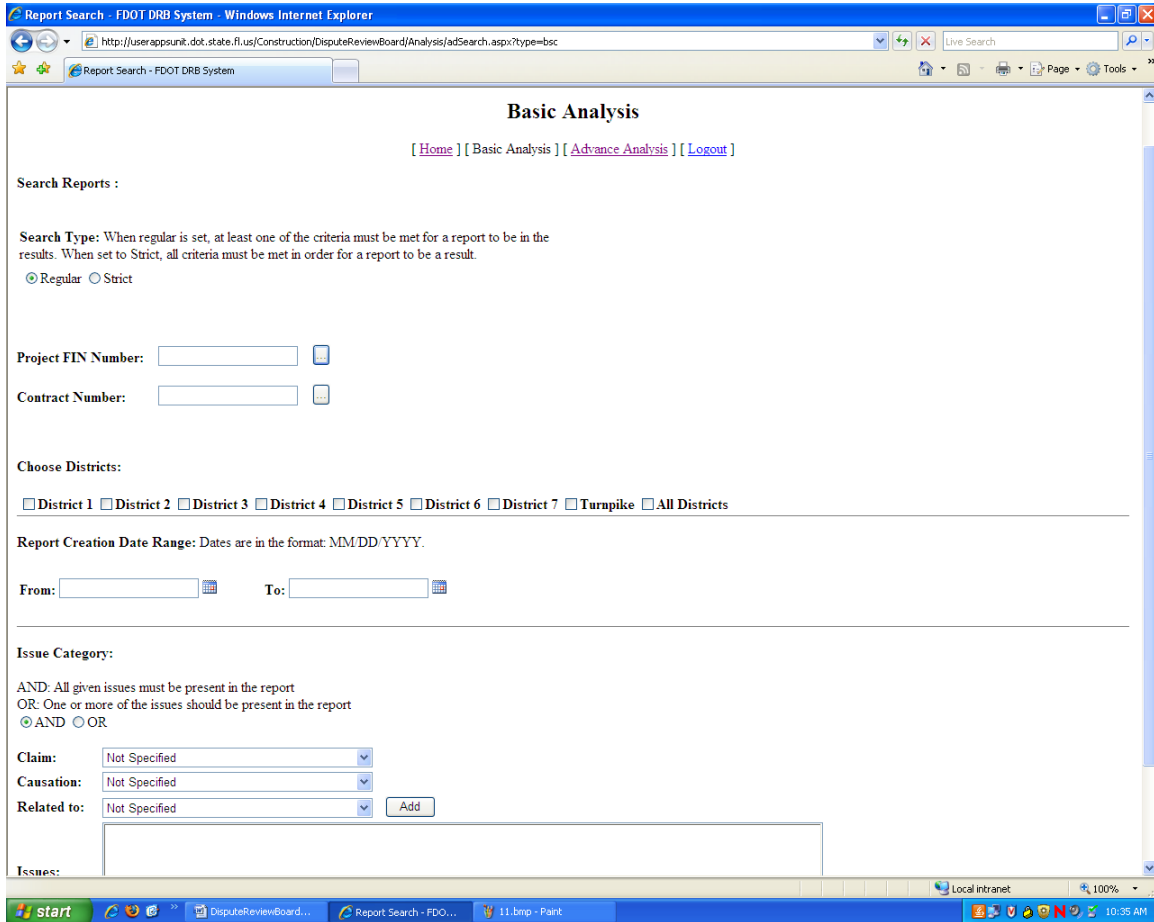 Report Search - FDOT DRB System - Windows Internet Explorer
http://userappsunit.dot.state.fl.us/Construction/DisputeReviewBoard/Analysis/adSearch.aspx?type=bsc
Live Search
Report Search - FDOT DRB System
Page Tools »
Basic Analysis
[ Home ] [ Basic Analysis ] [ Advance Analysis ] [ Logout ]
Search Reports :
Search Type: When regular is set, at least one of the criteria must be met for a report to be in the
results. When set to Strict, all criteria must be met in order for a report to be a result.
Regular Strict
Project FIN Number: ...
Contract Number: ...
Choose Districts:
District 1 District 2 District 3 District 4 District 5 District 6 District 7 Turnpike All Districts
Report Creation Date Range: Dates are in the format: MM/DD/YYYY.
From: To:
Issue Category:
AND: All given issues must be present in the report
OR: One or more of the issues should be present in the report
AND OR
Claim: Not Specified
Causation: Not Specified
Related to: Not Specified Add
Issues:
Local intranet 100%
start » DisputeReviewBoard... Report Search - FDO... 11.bmp - Paint 10:35 AM